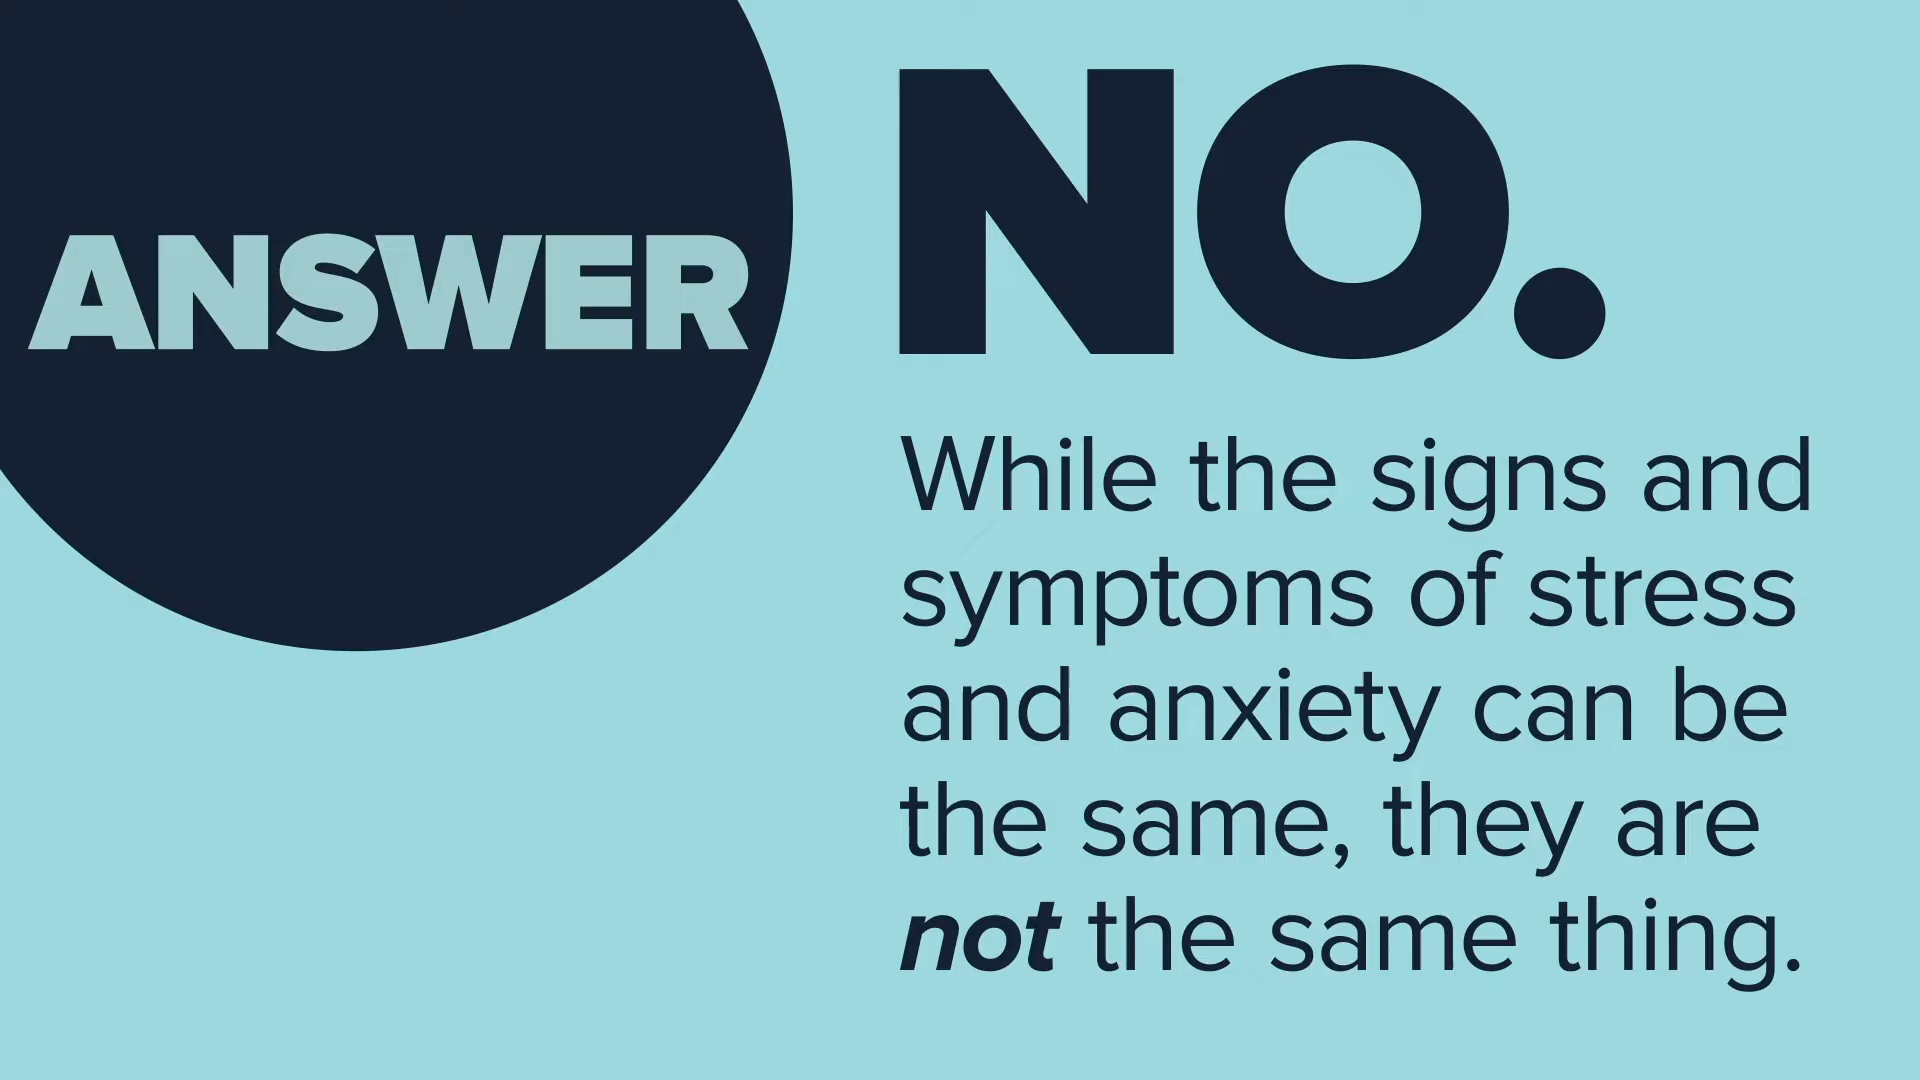 ANSWER
NO.
While the signs and
symptoms of stress
and anxiety can be
the same, they are
not the same thing.